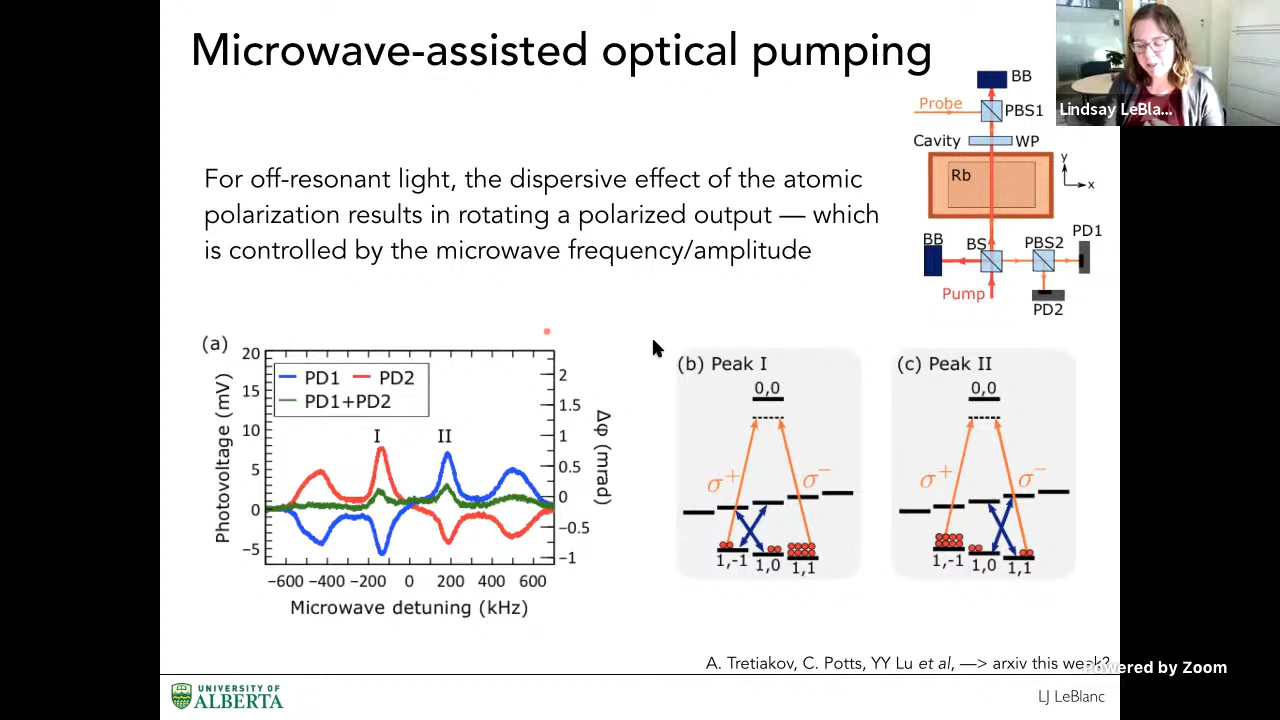 Microwave-assisted optical pumping
BB
Probe
PBS1
Lindsay LeBla...
Cavity
WP
For off-resonant light, the dispersive effect of the atomic
polarization results in rotating a polarized output — which
is controlled by the microwave frequency/amplitude
Rb
y
x
BB
BS
PBS2
PD1
Pump
PD2
(a)
20
15
10
5
0
−5
Photovoltage (mV)
PD1 PD2
PD1+PD2
I
II
2
1.5
1
0.5
0
−0.5
−1
Δφ (mrad)
−600 −400 −200 0 200 400 600
Microwave detuning (kHz)
(b) Peak I
0,0
σ+
σ−
1,-1
1,0
1,1
(c) Peak II
0,0
σ+
σ−
1,-1
1,0
1,1
A. Tretiakov, C. Potts, YY Lu et al, —> arxiv this week?
Powered by Zoom
UNIVERSITY OF
ALBERTA
LJ LeBlanc